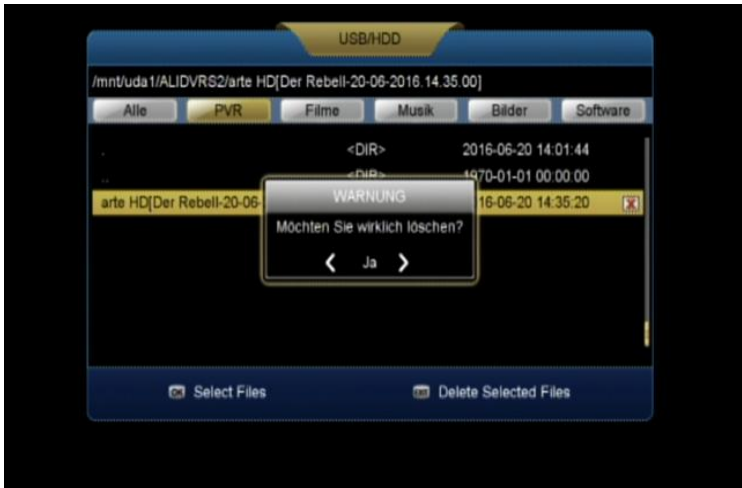 USB/HDD
/mnt/uda1/ALIDVRS2/arte HD[Der Rebell-20-06-2016.14.35.00]
Alle PVR Filme Musik Bilder Software
. <DIR> 2016-06-20 14:01:44
.. <DIR> 1970-01-01 00:00:00
arte HD[Der Rebell-20-06- 16-06-20 14:35:20
WARNUNG
Möchten Sie wirklich löschen?
Ja
OK Select Files EXIT Delete Selected Files